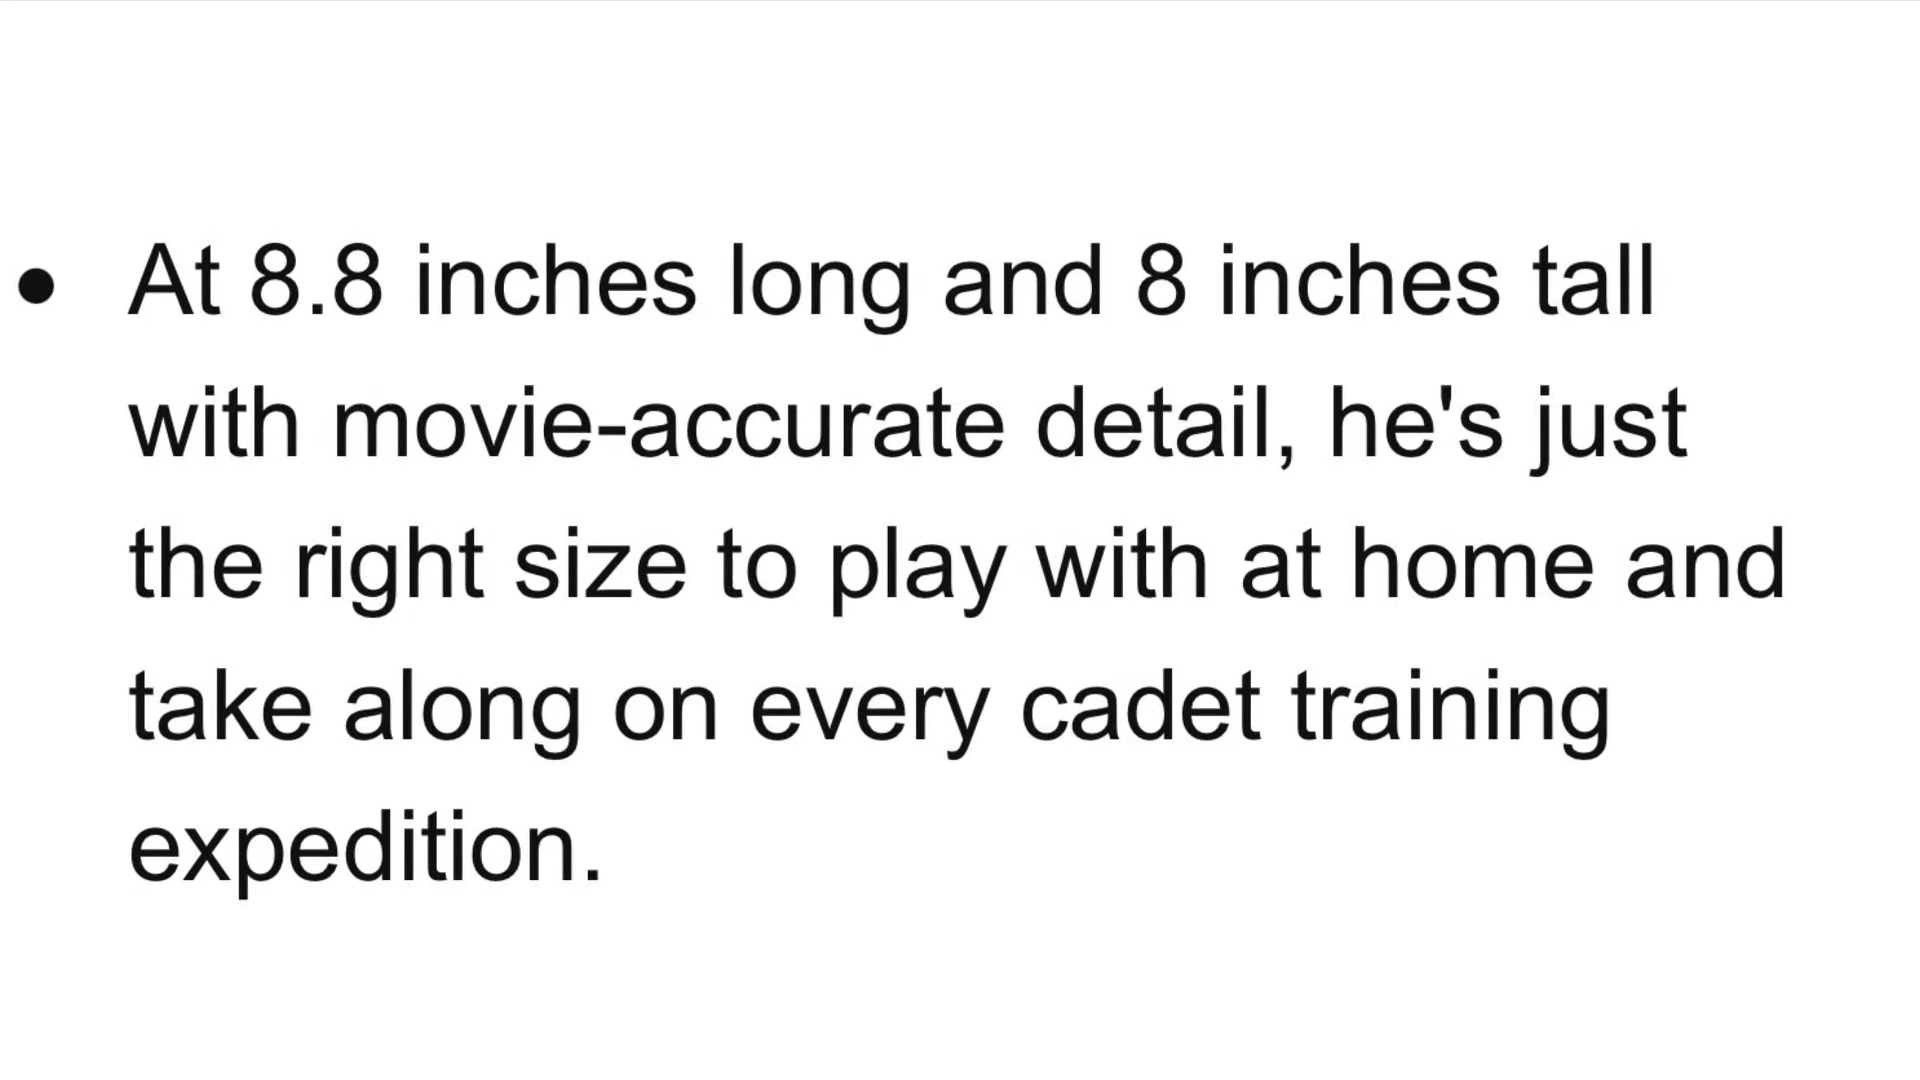 • At 8.8 inches long and 8 inches tall
with movie-accurate detail, he's just
the right size to play with at home and
take along on every cadet training
expedition.